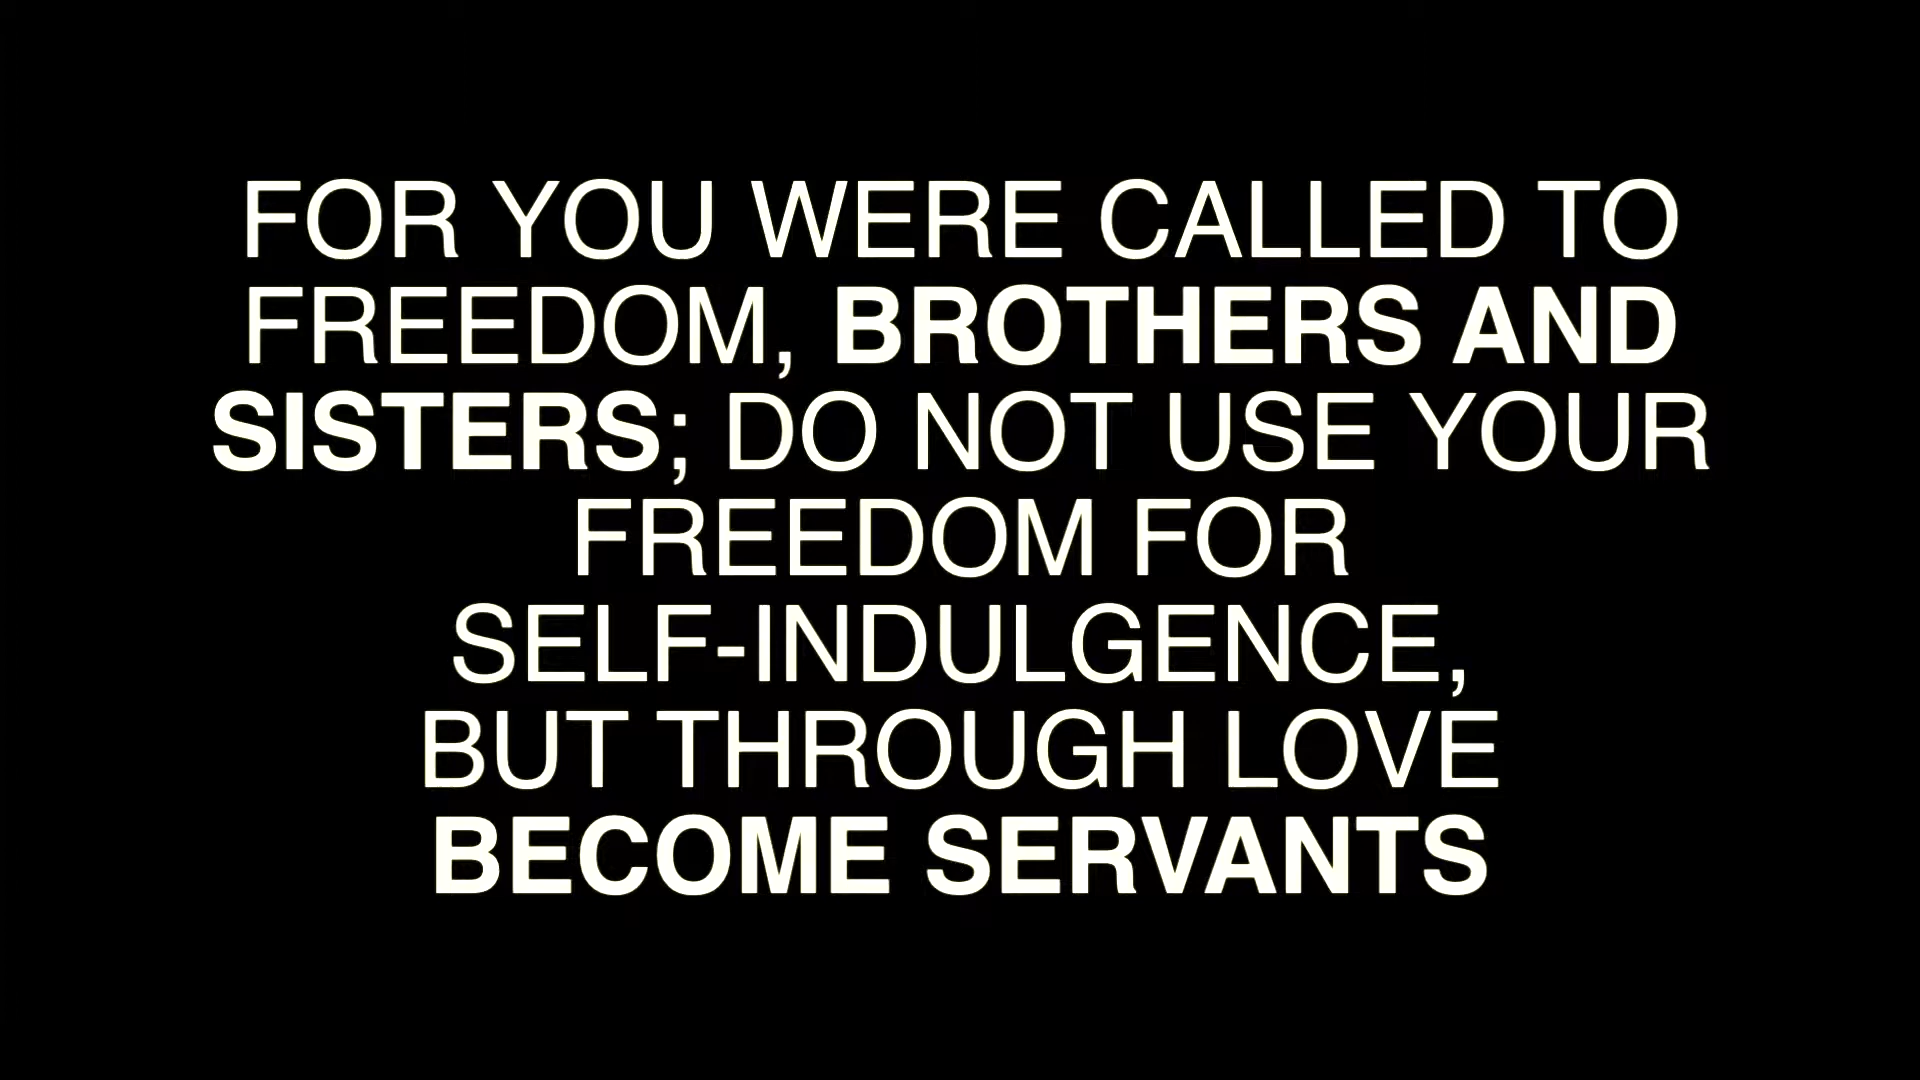 FOR YOU WERE CALLED TO
FREEDOM, BROTHERS AND
SISTERS; DO NOT USE YOUR
FREEDOM FOR
SELF-INDULGENCE,
BUT THROUGH LOVE
BECOME SERVANTS